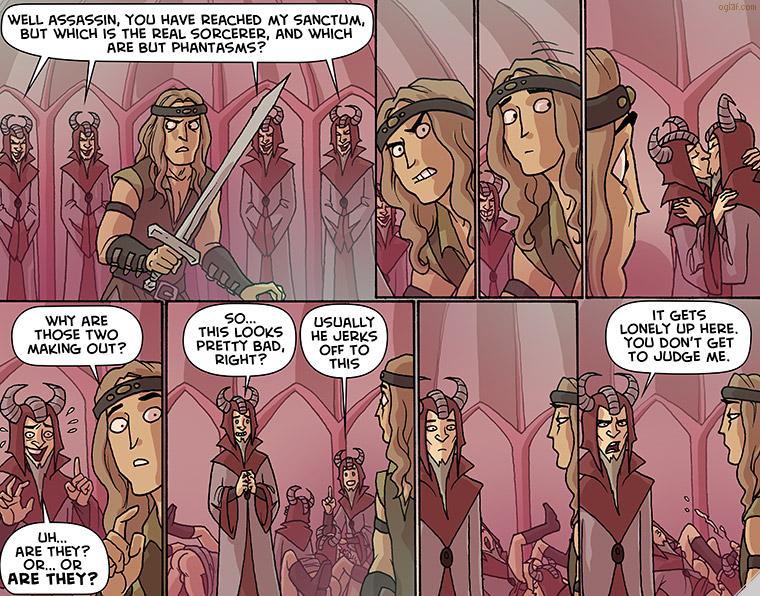 oglaf.com
WELL ASSASSIN, YOU HAVE REACHED MY SANCTUM,
BUT WHICH IS THE REAL SORCERER, AND WHICH
ARE BUT PHANTASMS?
WHY ARE
THOSE TWO
MAKING OUT?
UH...
ARE THEY?
OR... OR
ARE THEY?
SO...
THIS LOOKS
PRETTY BAD,
RIGHT?
USUALLY
HE JERKS
OFF TO
THIS
IT GETS
LONELY UP HERE.
YOU DON'T GET
TO JUDGE ME.